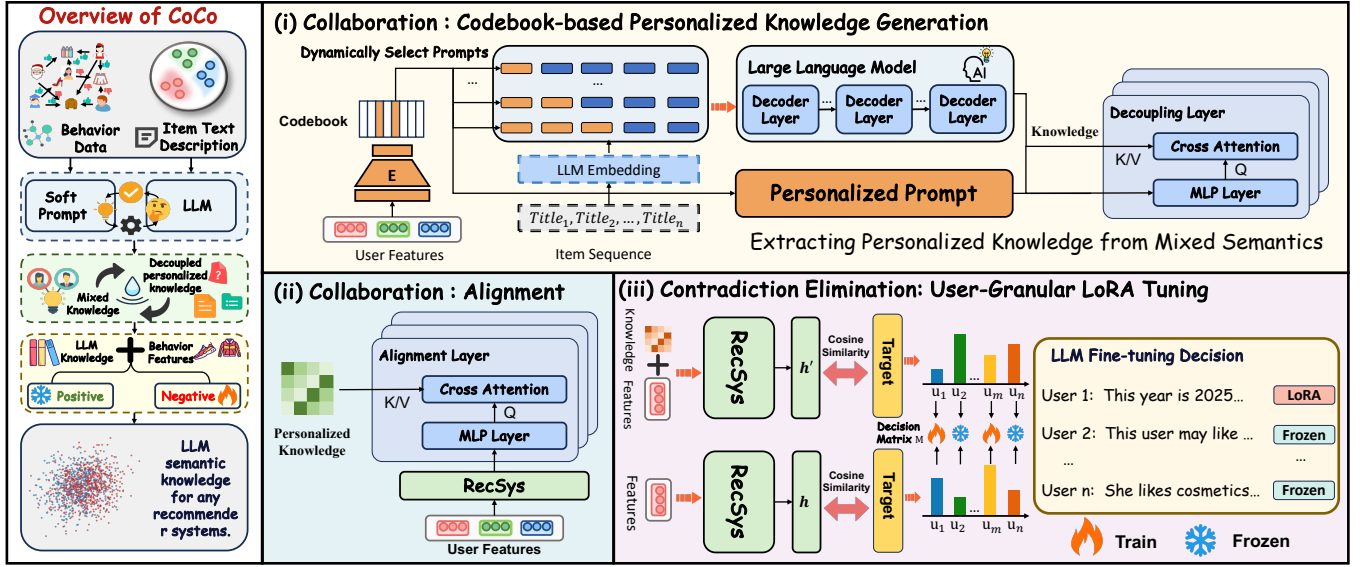 Overview of CoCo
Behavior
Data
Item Text
Description
Soft
Prompt
LLM
Decoupled
personalized
knowledge
?
Mixed
Knowledge
LLM
Knowledge
Behavior
Features
Positive
Negative
LLM
semantic
knowledge
for any
recommende
r systems.
(i) Collaboration : Codebook-based Personalized Knowledge Generation
Dynamically Select Prompts
...
...
Codebook
E
User Features
LLM Embedding
Title₁, Title₂, ... , Titleₙ
Item Sequence
Large Language Model
AI
Decoder
Layer
...
Decoder
Layer
...
Decoder
Layer
Personalized Prompt
Knowledge
Decoupling Layer
Cross Attention
K/V
Q
MLP Layer
Extracting Personalized Knowledge from Mixed Semantics
(ii) Collaboration : Alignment
Alignment Layer
Cross Attention
K/V
Q
MLP Layer
Personalized
Knowledge
RecSys
User Features
(iii) Contradiction Elimination: User-Granular LoRA Tuning
Knowledge
Features
RecSys
h′
Cosine
Similarity
Target
...
u₁ u₂ uₘ uₙ
Decision
Matrix M
Features
RecSys
h
Cosine
Similarity
Target
...
u₁ u₂ uₘ uₙ
LLM Fine-tuning Decision
User 1: This year is 2025... LoRA
User 2: This user may like ... Frozen
... ...
User n: She likes cosmetics... Frozen
Train
Frozen